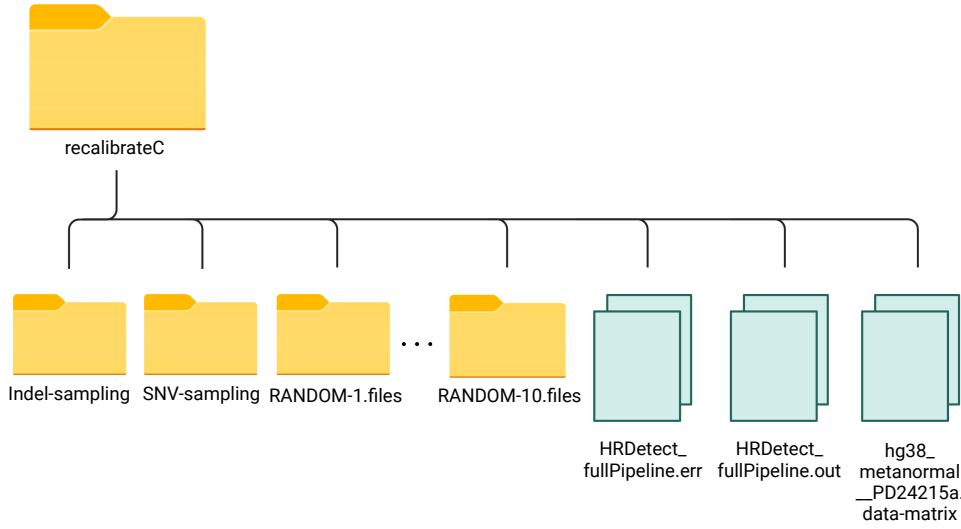 recalibrateC
Indel-sampling
SNV-sampling
RANDOM-1.files
...
RANDOM-10.files
HRDetect_
fullPipeline.err
HRDetect_
fullPipeline.out
hg38_
metanormal
__PD24215a.
data-matrix